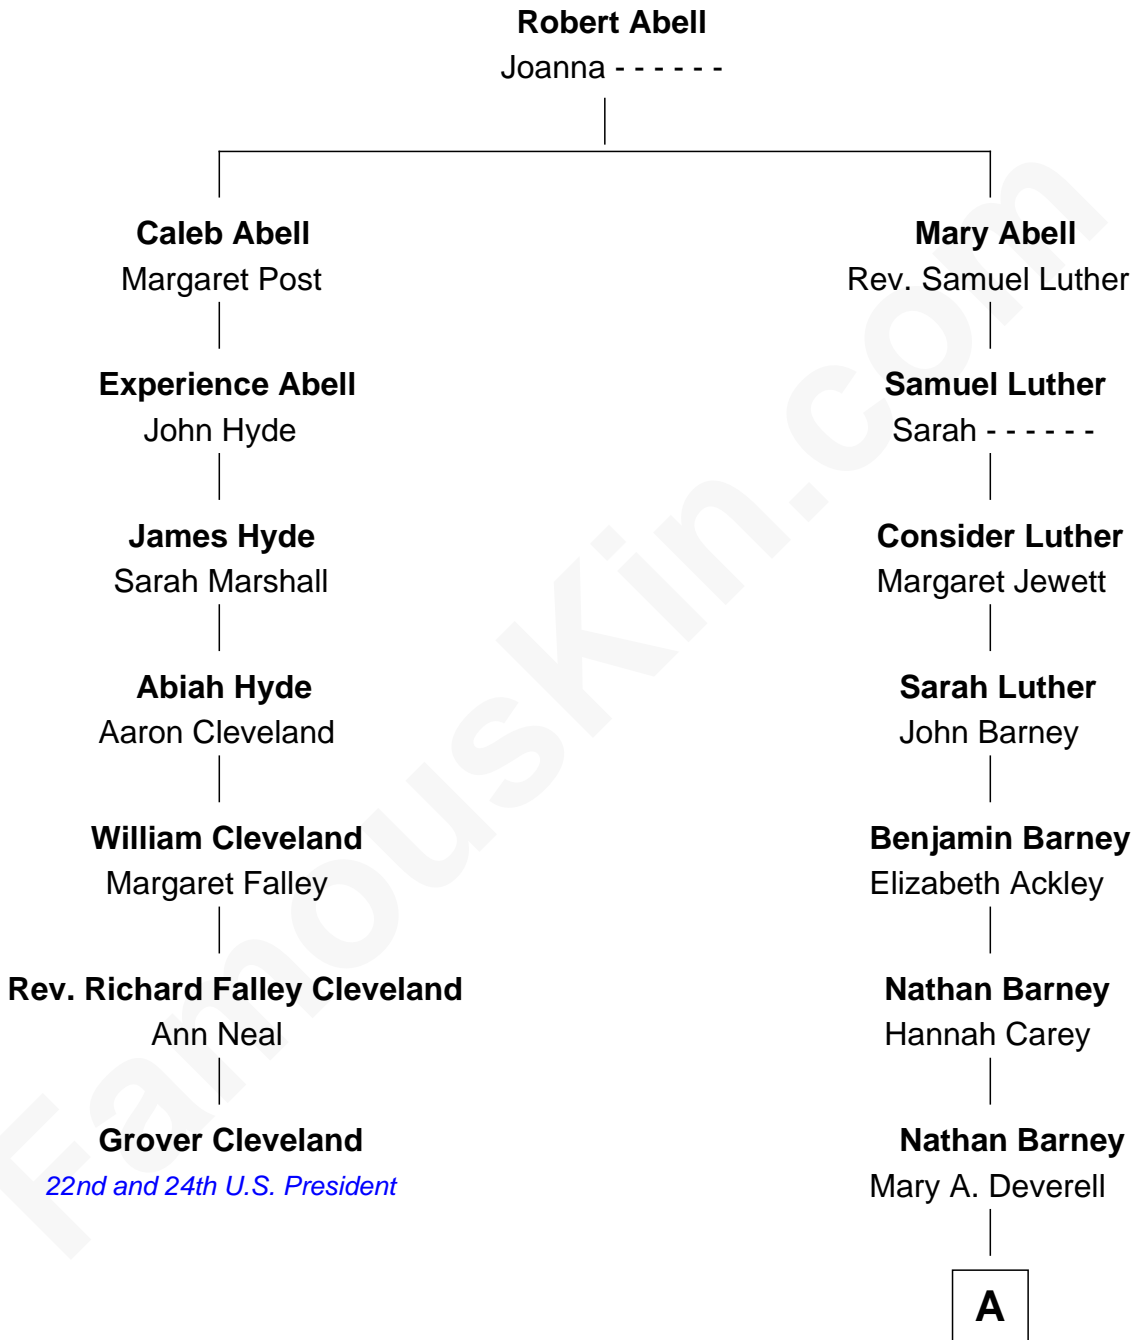 Robert Abell
Joanna - - - - - -
Caleb Abell
Margaret Post
Mary Abell
Rev. Samuel Luther
Experience Abell
John Hyde
Samuel Luther
Sarah - - - - - -
James Hyde
Sarah Marshall
Consider Luther
Margaret Jewett
Abiah Hyde
Aaron Cleveland
Sarah Luther
John Barney
William Cleveland
Margaret Falley
Benjamin Barney
Elizabeth Ackley
Rev. Richard Falley Cleveland
Ann Neal
Nathan Barney
Hannah Carey
Grover Cleveland
22nd and 24th U.S. President
Nathan Barney
Mary A. Deverell
A
FamousKin.com